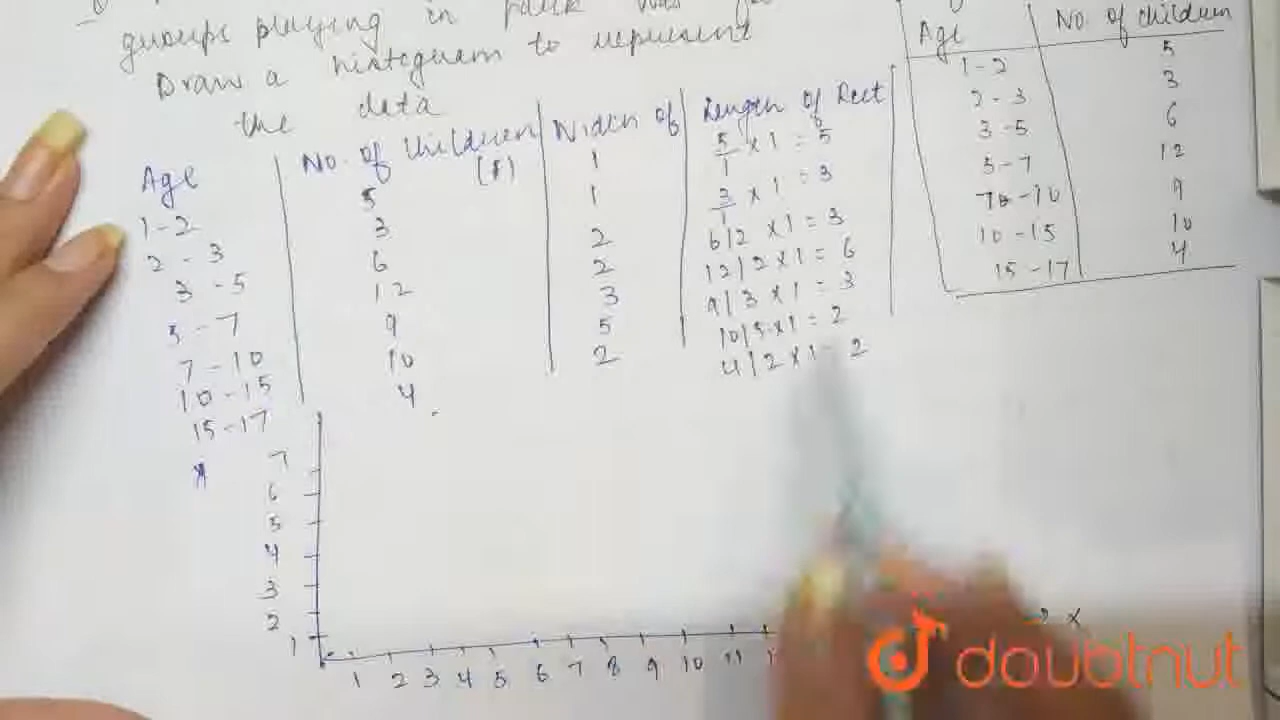 groups playing in park was
Draw a histogram to represent
the data
Age No. of children
1-2 5
2-3 3
3-5 6
5-7 12
7-10 9
10-15 10
15-17 4
Age No. of children (f) Width of Length of Rect
1-2 5 1 5/1 x 1 = 5
2-3 3 1 3/1 x 1 = 3
3-5 6 2 6/2 x 1 = 3
5-7 12 2 12/2 x 1 = 6
7-10 9 3 9/3 x 1 = 3
10-15 10 5 10/5 x 1 = 2
15-17 4 2 4/2 x 1 = 2
7
6
5
4
3
2
1
1 2 3 4 5 6 7 8 9 10 11
x
doubtnut